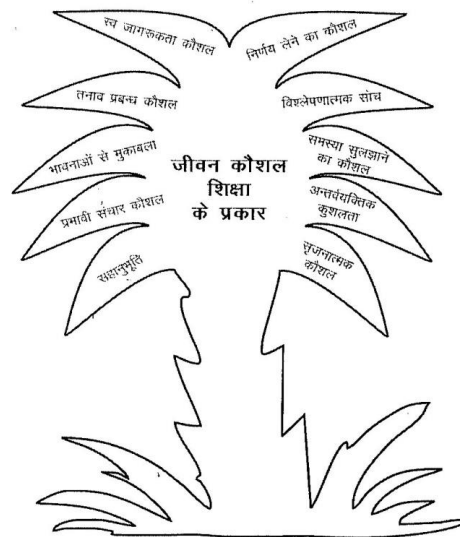 स्व जागरूकता कौशल
निर्णय लेने का कौशल
तनाव प्रबन्ध कौशल
विश्लेषणात्मक सोच
भावनाओं से मुकाबला
समस्या सुलझाने
का कौशल
जीवन कौशल
शिक्षा
के प्रकार
प्रभावी संचार कौशल
अन्तर्वयक्तिक
कुशलता
सहानुभूति
सृजनात्मक
कौशल